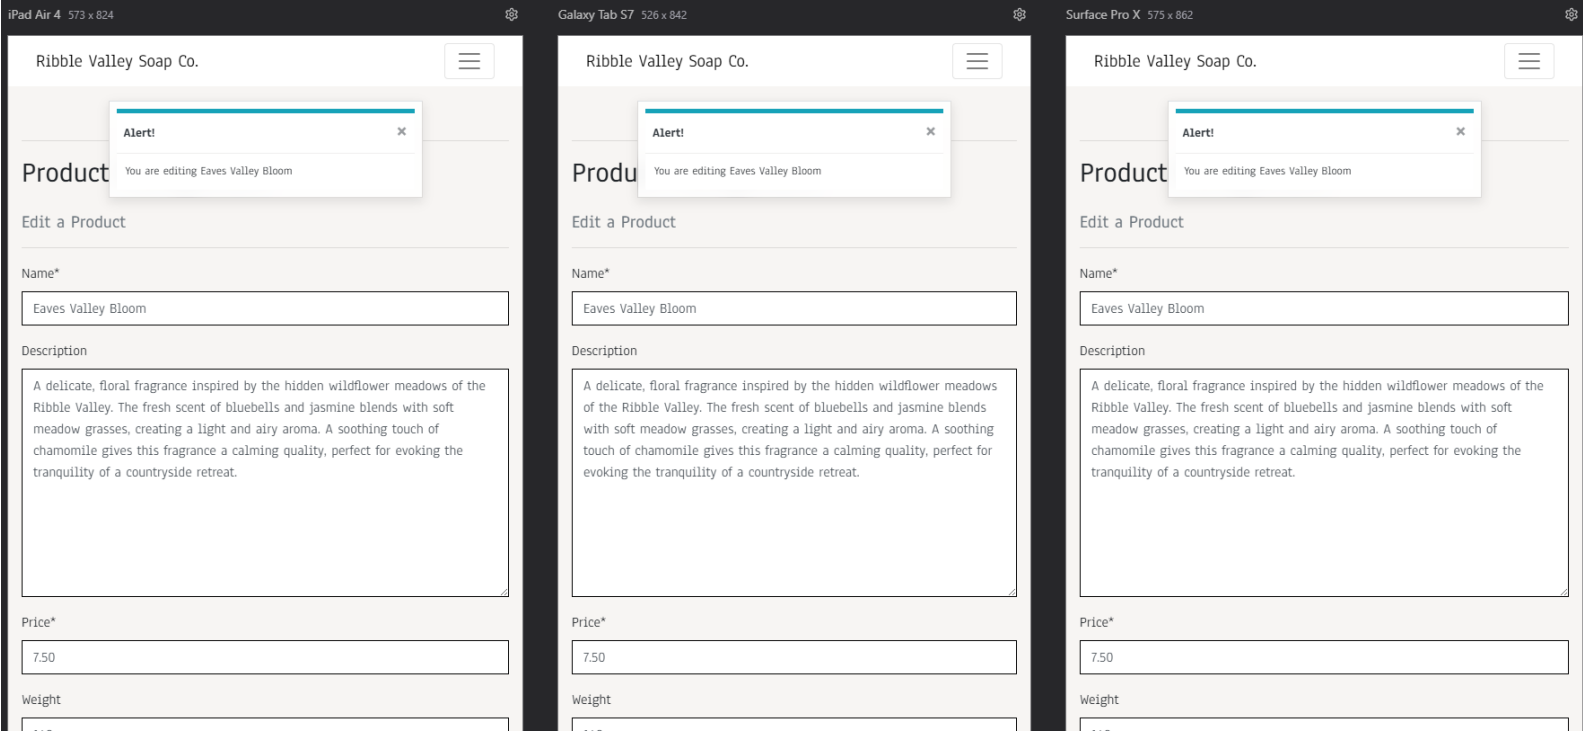 iPad Air 4 573 x 824
Ribble Valley Soap Co.
Alert! ×
You are editing Eaves Valley Bloom
Product
Edit a Product
Name*
Eaves Valley Bloom
Description
A delicate, floral fragrance inspired by the hidden wildflower meadows of the
Ribble Valley. The fresh scent of bluebells and jasmine blends with soft
meadow grasses, creating a light and airy aroma. A soothing touch of
chamomile gives this fragrance a calming quality, perfect for evoking the
tranquility of a countryside retreat.
Price*
7.50
Weight
Galaxy Tab S7 526 x 842
Ribble Valley Soap Co.
Alert! ×
You are editing Eaves Valley Bloom
Produ
Edit a Product
Name*
Eaves Valley Bloom
Description
A delicate, floral fragrance inspired by the hidden wildflower meadows
of the Ribble Valley. The fresh scent of bluebells and jasmine blends
with soft meadow grasses, creating a light and airy aroma. A soothing
touch of chamomile gives this fragrance a calming quality, perfect for
evoking the tranquility of a countryside retreat.
Price*
7.50
Weight
Surface Pro X 575 x 862
Ribble Valley Soap Co.
Alert! ×
You are editing Eaves Valley Bloom
Product
Edit a Product
Name*
Eaves Valley Bloom
Description
A delicate, floral fragrance inspired by the hidden wildflower meadows of the
Ribble Valley. The fresh scent of bluebells and jasmine blends with soft
meadow grasses, creating a light and airy aroma. A soothing touch of
chamomile gives this fragrance a calming quality, perfect for evoking the
tranquility of a countryside retreat.
Price*
7.50
Weight